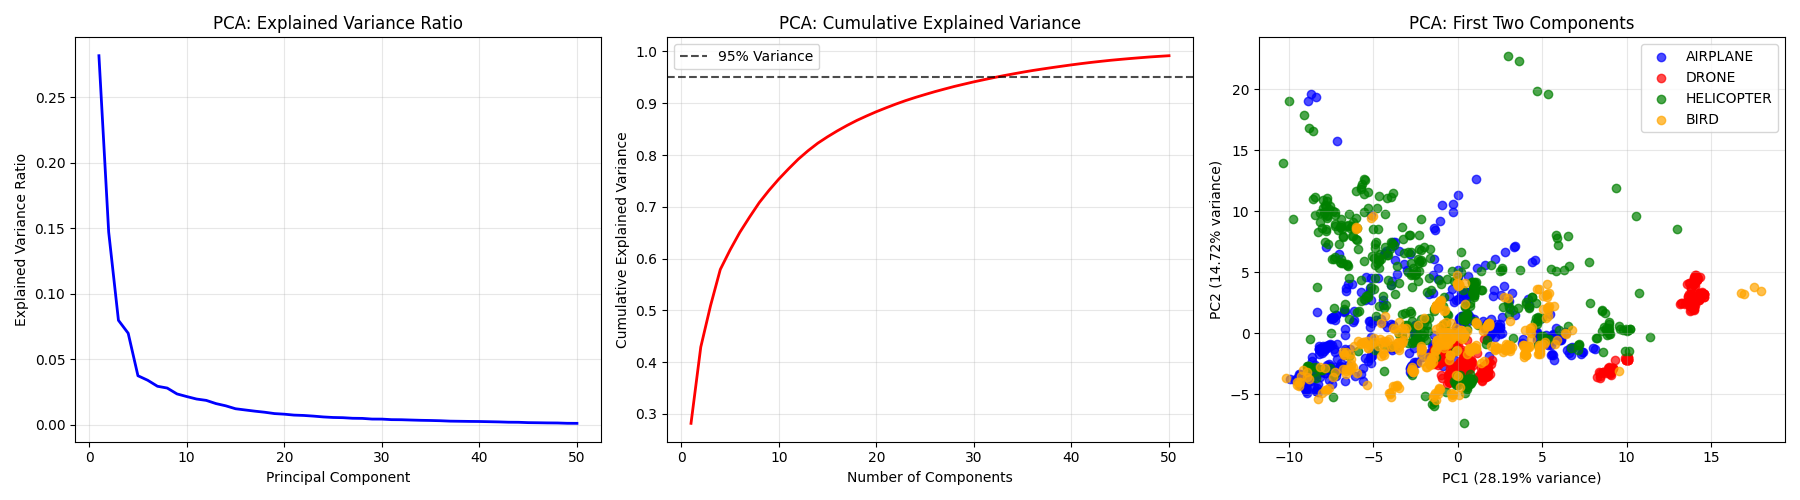 PCA: Explained Variance Ratio
Explained Variance Ratio
0.25
0.20
0.15
0.10
0.05
0.00
0 10 20 30 40 50
Principal Component
PCA: Cumulative Explained Variance
95% Variance
Cumulative Explained Variance
1.0
0.9
0.8
0.7
0.6
0.5
0.4
0.3
0 10 20 30 40 50
Number of Components
PCA: First Two Components
AIRPLANE
DRONE
HELICOPTER
BIRD
PC2 (14.72% variance)
20
15
10
5
0
−5
−10 −5 0 5 10 15
PC1 (28.19% variance)